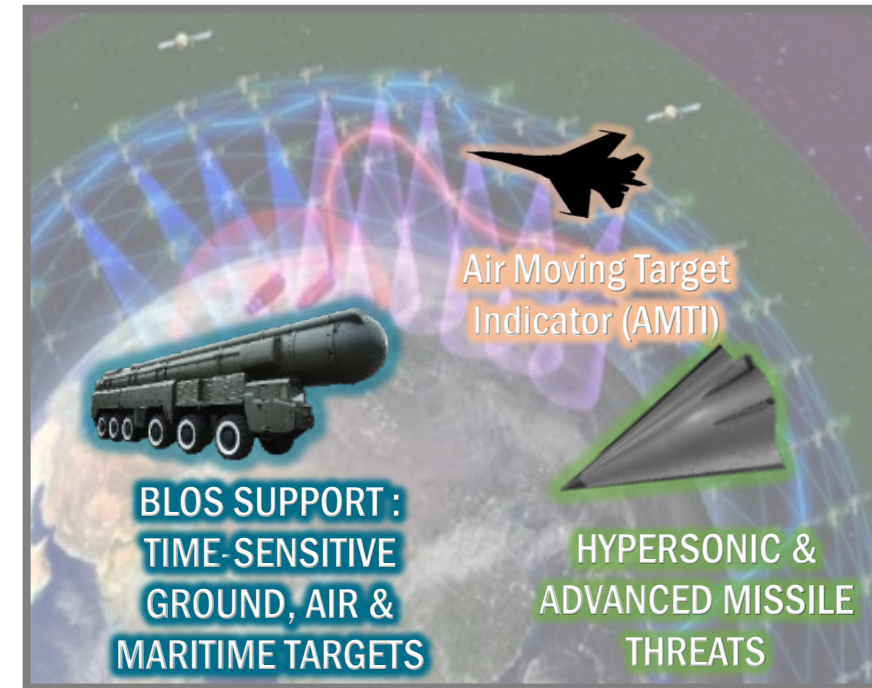 Air Moving Target
Indicator (AMTI)
BLOS SUPPORT :
TIME-SENSITIVE
GROUND, AIR &
MARITIME TARGETS
HYPERSONIC &
ADVANCED MISSILE
THREATS